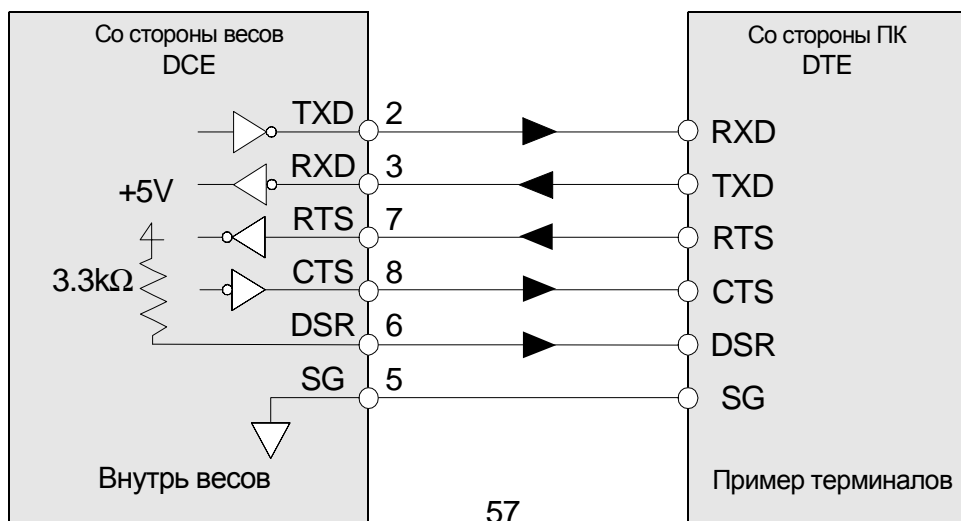 Со стороны весов
DCE
Со стороны ПК
DTE
TXD 2 RXD
RXD 3 TXD
+5V
RTS 7 RTS
3.3kΩ
CTS 8 CTS
DSR 6 DSR
SG 5 SG
Внутрь весов
Пример терминалов
57